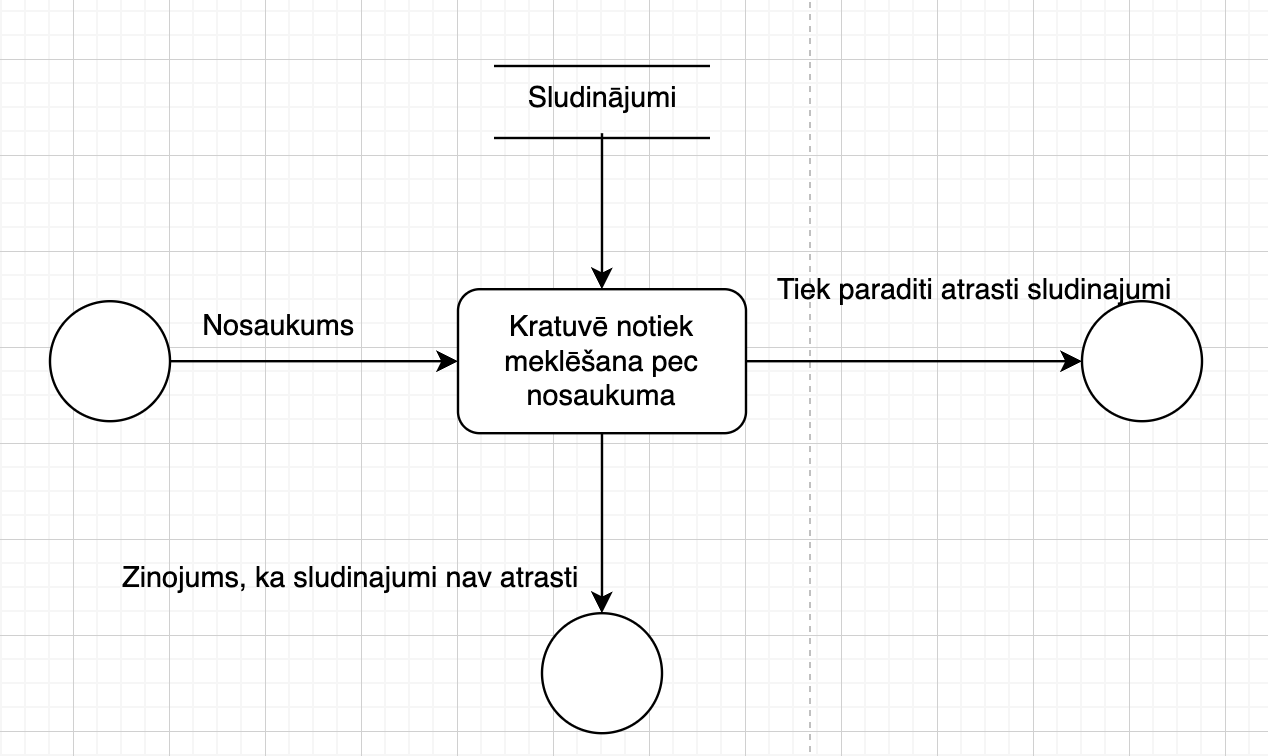 Sludinājumi
Tiek paraditi atrasti sludinajumi
Nosaukums
Kratuvē notiek
meklēšana pec
nosaukuma
Zinojums, ka sludinajumi nav atrasti